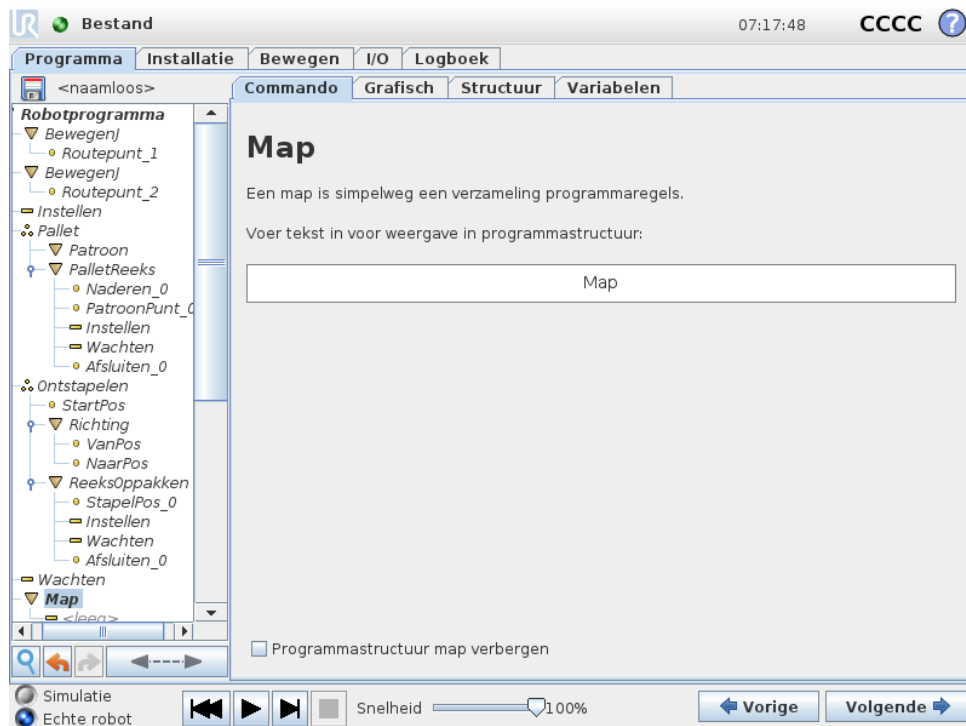 UR Bestand 07:17:48 CCCC ?
Programma Installatie Bewegen I/O Logboek
<naamloos> Commando Grafisch Structuur Variabelen
Robotprogramma
BewegenJ
Routepunt_1
BewegenJ
Routepunt_2
Instellen
Pallet
Patroon
PalletReeks
Naderen_0
PatroonPunt_0
Instellen
Wachten
Afsluiten_0
Ontstapelen
StartPos
Richting
VanPos
NaarPos
ReeksOppakken
StapelPos_0
Instellen
Wachten
Afsluiten_0
Wachten
Map
<leeg>
Map
Een map is simpelweg een verzameling programmaregels.
Voer tekst in voor weergave in programmastructuur:
Map
Programmastructuur map verbergen
Simulatie
Echte robot
Snelheid 100%
Vorige Volgende